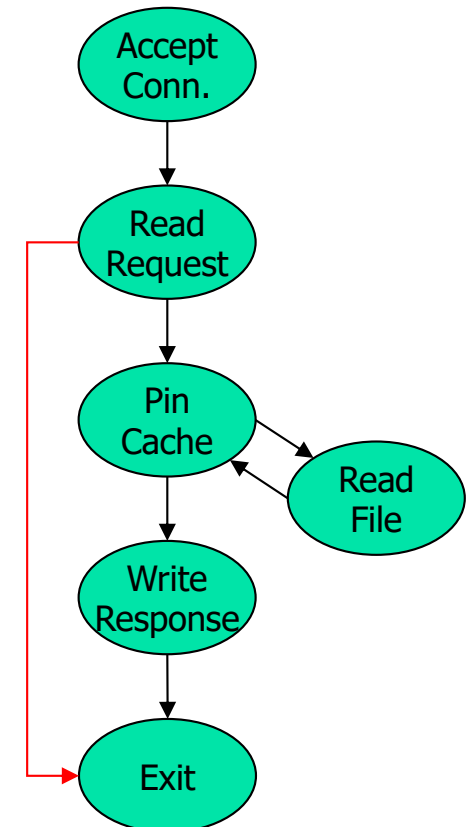 Accept
Conn.
Read
Request
Pin
Cache
Read
File
Write
Response
Exit